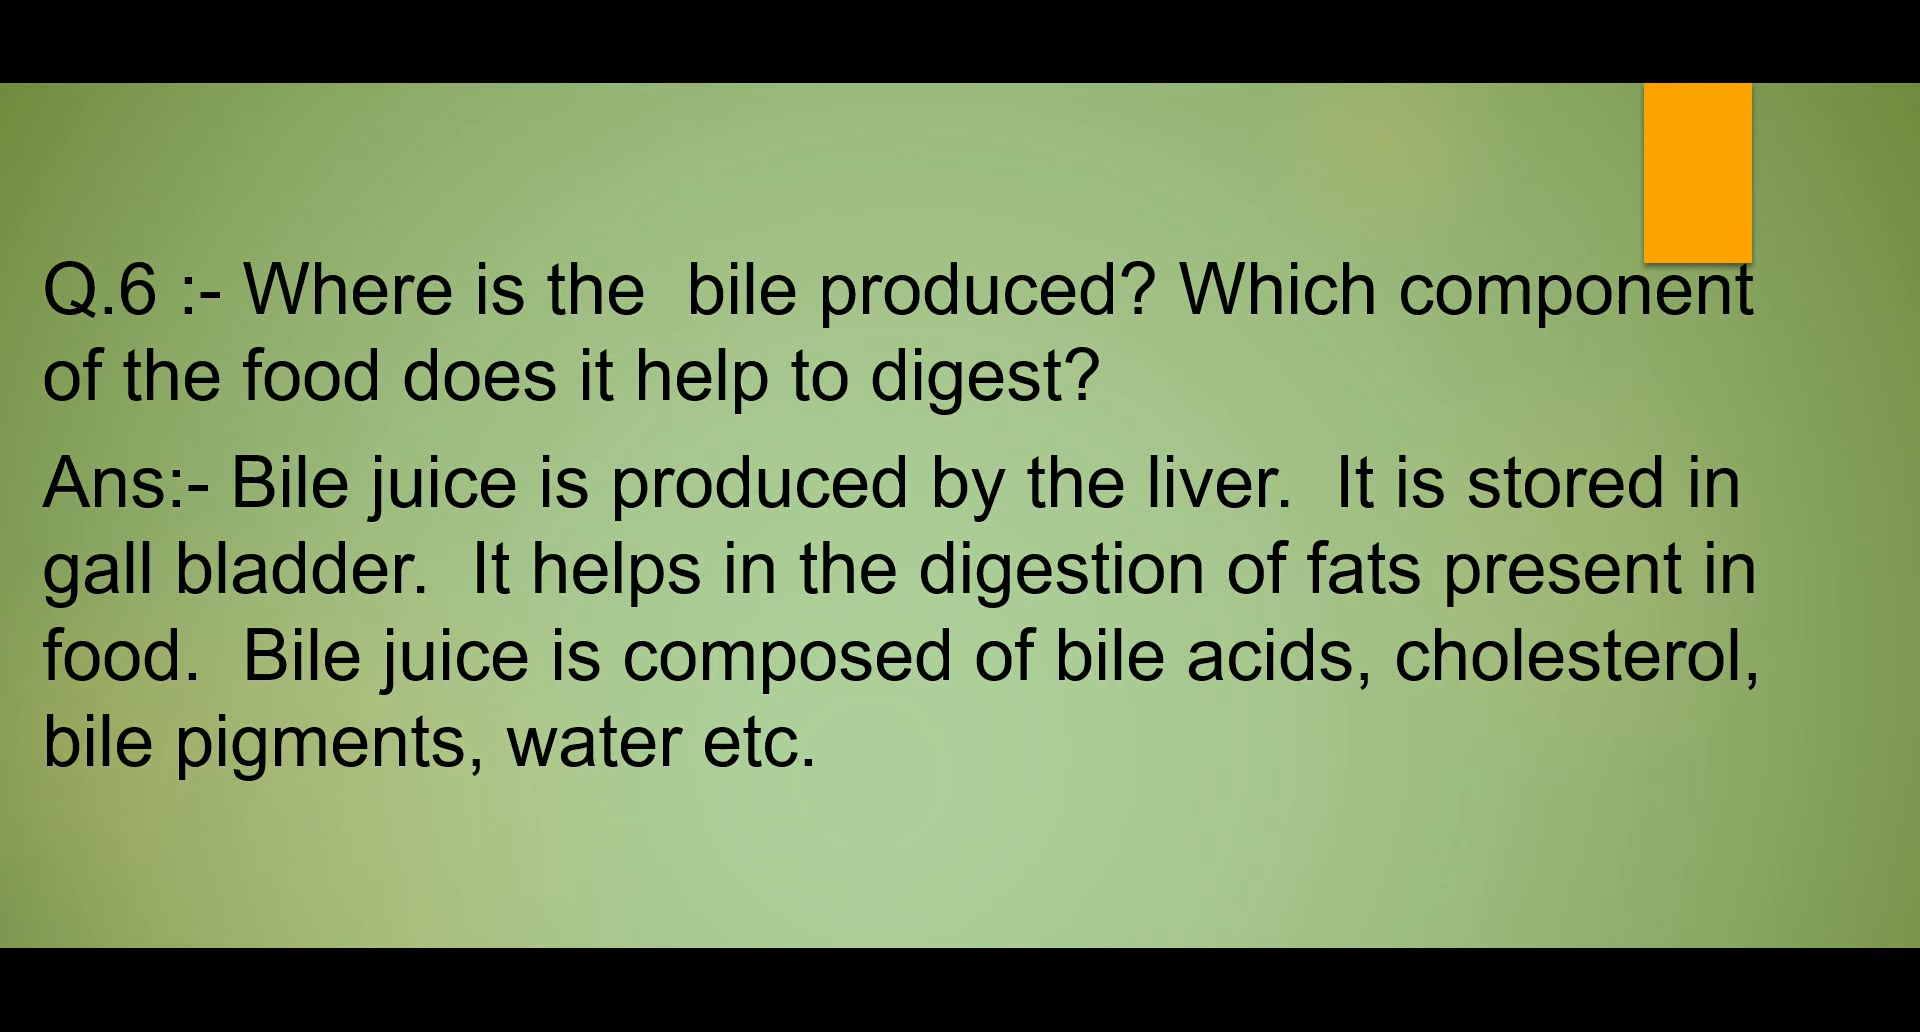 Q.6 :- Where is the  bile produced? Which component
of the food does it help to digest?
Ans:- Bile juice is produced by the liver.  It is stored in
gall bladder.  It helps in the digestion of fats present in
food.  Bile juice is composed of bile acids, cholesterol,
bile pigments, water etc.